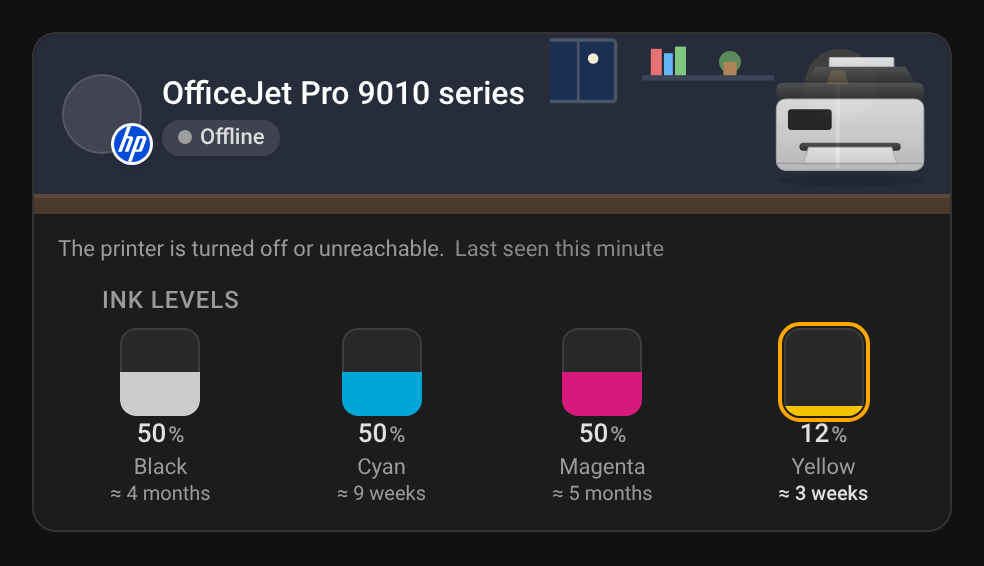 OfficeJet Pro 9010 series
hp
Offline
The printer is turned off or unreachable. Last seen this minute
INK LEVELS
50% 50% 50% 12%
Black Cyan Magenta Yellow
≈ 4 months ≈ 9 weeks ≈ 5 months ≈ 3 weeks